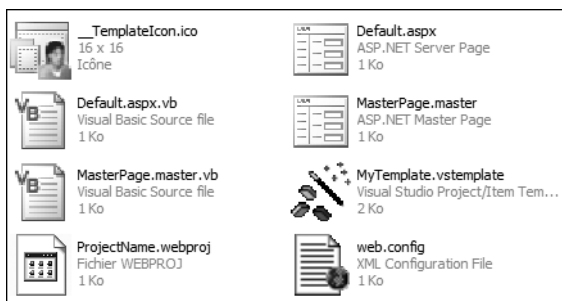 __TemplateIcon.ico
16 x 16
Icône
Default.aspx
ASP.NET Server Page
1 Ko
Default.aspx.vb
Visual Basic Source file
1 Ko
MasterPage.master
ASP.NET Master Page
1 Ko
MasterPage.master.vb
Visual Basic Source file
1 Ko
MyTemplate.vstemplate
Visual Studio Project/Item Tem...
2 Ko
ProjectName.webproj
Fichier WEBPROJ
1 Ko
web.config
XML Configuration File
1 Ko